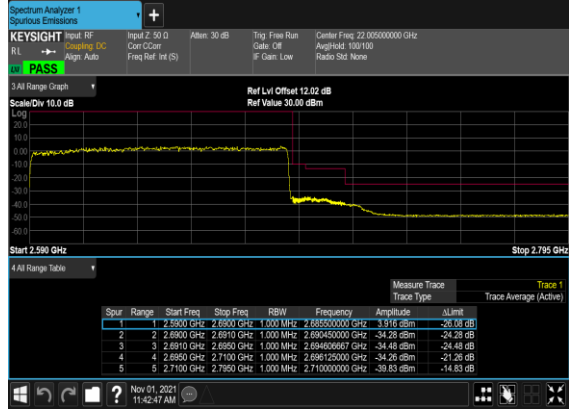 Spectrum Analyzer 1
Spurious Emissions
KEYSIGHT Input: RF Input Z: 50 Ω Atten: 30 dB Trig: Free Run Center Freq: 22.005000000 GHz
RL Coupling: DC Corr CCorr Gate: Off Avg|Hold: 100/100
Align: Auto Freq Ref: Int (S) IF Gain: Low Radio Std: None
PASS
3 All Range Graph
Ref Lvl Offset 12.02 dB
Scale/Div 10.0 dB Ref Value 30.00 dBm
Log
20.0
10.0
0.00
-10.0
-20.0
-30.0
-40.0
-50.0
-60.0
Start 2.590 GHz Stop 2.795 GHz
4 All Range Table
Measure Trace Trace 1
Trace Type Trace Average (Active)
Spur Range Start Freq Stop Freq RBW Frequency Amplitude ΔLimit
1 1 2.5900 GHz 2.6900 GHz 1.000 MHz 2.685500000 GHz 3.916 dBm -26.08 dB
2 2 2.6900 GHz 2.6910 GHz 1.000 MHz 2.690450000 GHz -34.28 dBm -24.28 dB
3 3 2.6910 GHz 2.6950 GHz 1.000 MHz 2.694606667 GHz -34.48 dBm -24.48 dB
4 4 2.6950 GHz 2.7100 GHz 1.000 MHz 2.696125000 GHz -34.26 dBm -21.26 dB
5 5 2.7100 GHz 2.7950 GHz 1.000 MHz 2.710000000 GHz -39.83 dBm -14.83 dB
? Nov 01, 2021
11:42:47 AM